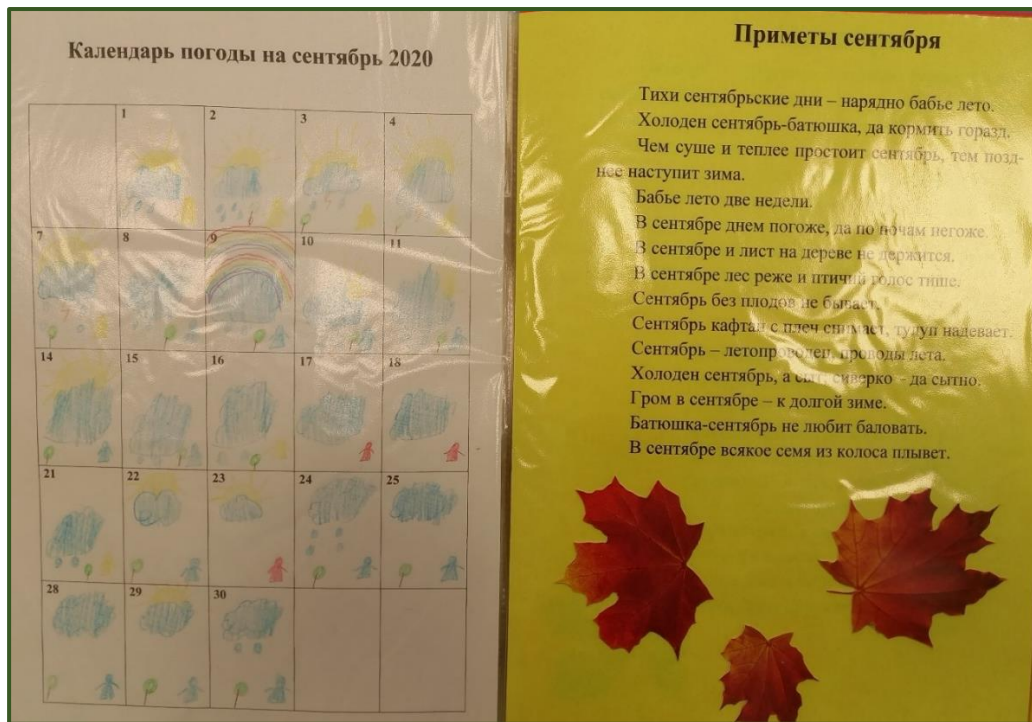 Календарь погоды на сентябрь 2020
1 2 3 4
7 8 9 10 11
14 15 16 17 18
21 22 23 24 25
28 29 30
Приметы сентября
Тихи сентябрьские дни – нарядно бабье лето.
Холоден сентябрь-батюшка, да кормить горазд.
Чем суше и теплее простоит сентябрь, тем позд-
нее наступит зима.
Бабье лето две недели.
В сентябре днем погоже, да по ночам негоже.
В сентябре и лист на дереве не держится.
В сентябре лес реже и птичий голос тише.
Сентябрь без плодов не бывает.
Сентябрь кафтан с плеч снимает, тулуп надевает.
Сентябрь – летопроводец, проводы лета.
Холоден сентябрь, а сыт; сиверко - да сытно.
Гром в сентябре – к долгой зиме.
Батюшка-сентябрь не любит баловать.
В сентябре всякое семя из колоса плывет.